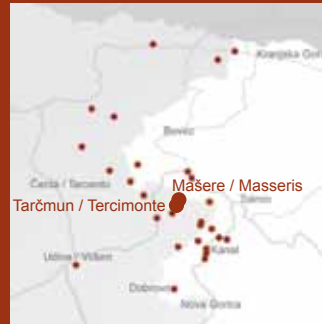 Kranjska Gora
Bovec
Mašere / Masseris
Čenta / Tarcento
Tarčmun / Tercimonte
Tolmin
Kanal
Udine / Videm
Dobrovo
Nova Gorica